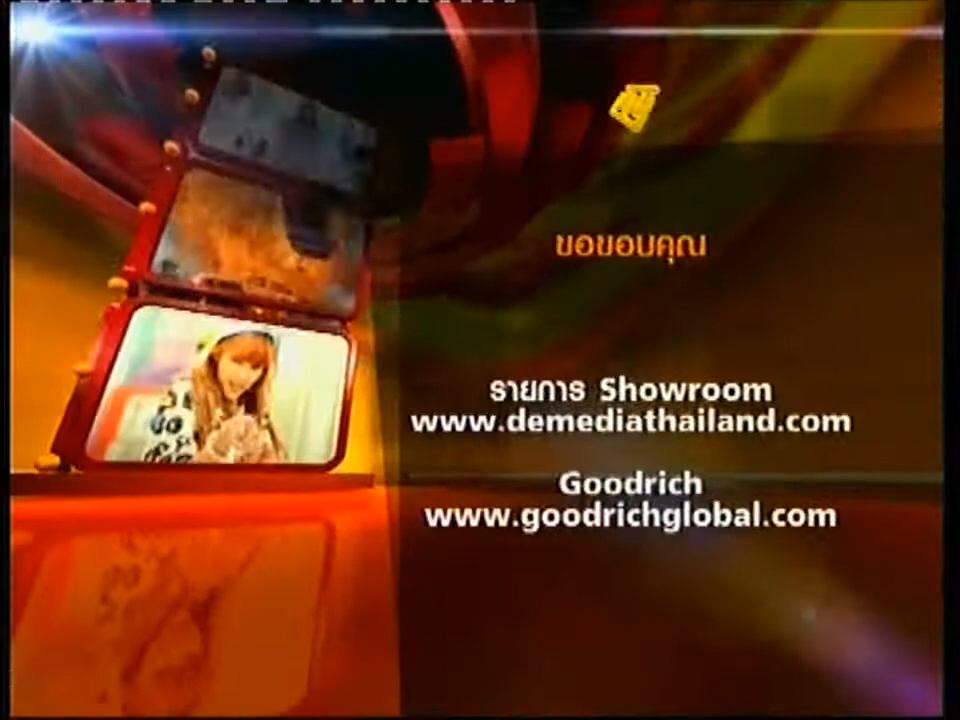 ขอขอบคุณ
รายการ Showroom
www.demediathailand.com
Goodrich
www.goodrichglobal.com